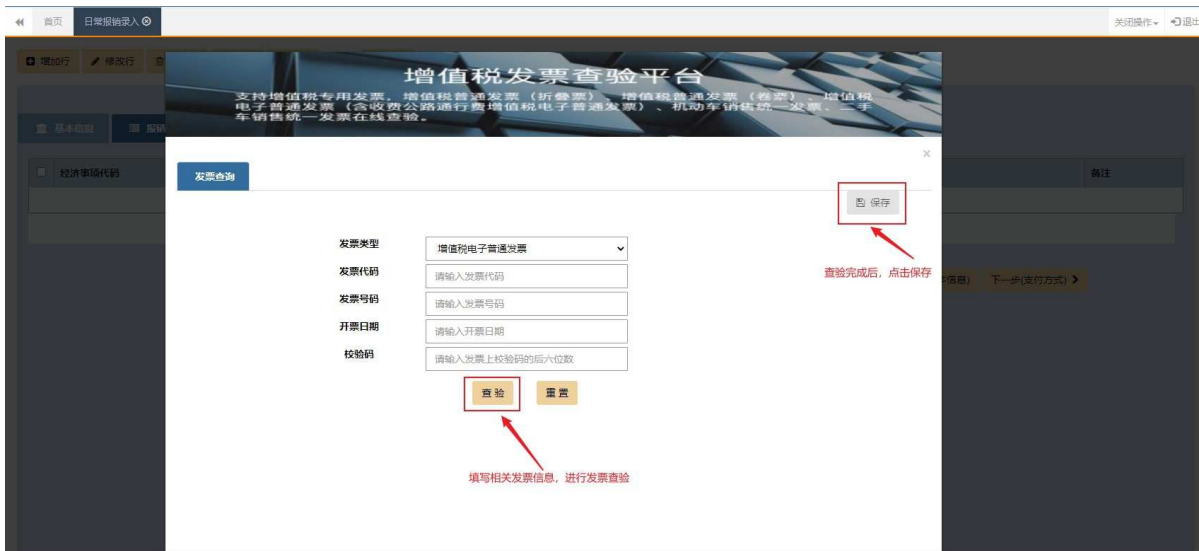 首页
日常报销录入
关闭操作
退出
增加行
修改行
增值税发票查验平台
支持增值税专用发票、增值税普通发票（折叠票）、增值税普通发票（卷票）、增值税
电子普通发票（含收费公路通行费增值税电子普通发票）、机动车销售统一发票、二手
车销售统一发票在线查验。
基本信息
报销
×
经济事项代码
备注
发票查询
保存
发票类型
增值税电子普通发票
发票代码
请输入发票代码
查验完成后，点击保存
信息)
下一步(支付方式)
发票号码
请输入发票号码
开票日期
请输入开票日期
校验码
请输入发票上校验码的后六位数
查验
重置
填写相关发票信息，进行发票查验